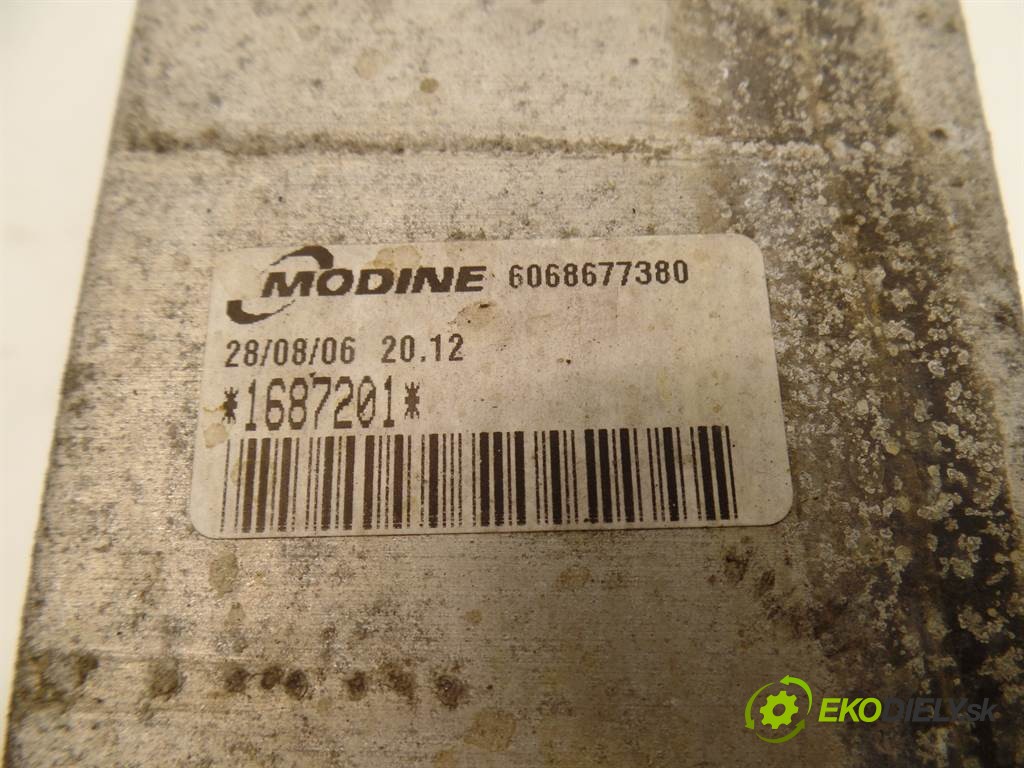 MODINE 6068677380
28/08/06 20.12
*1687201*
EKODIELY.sk